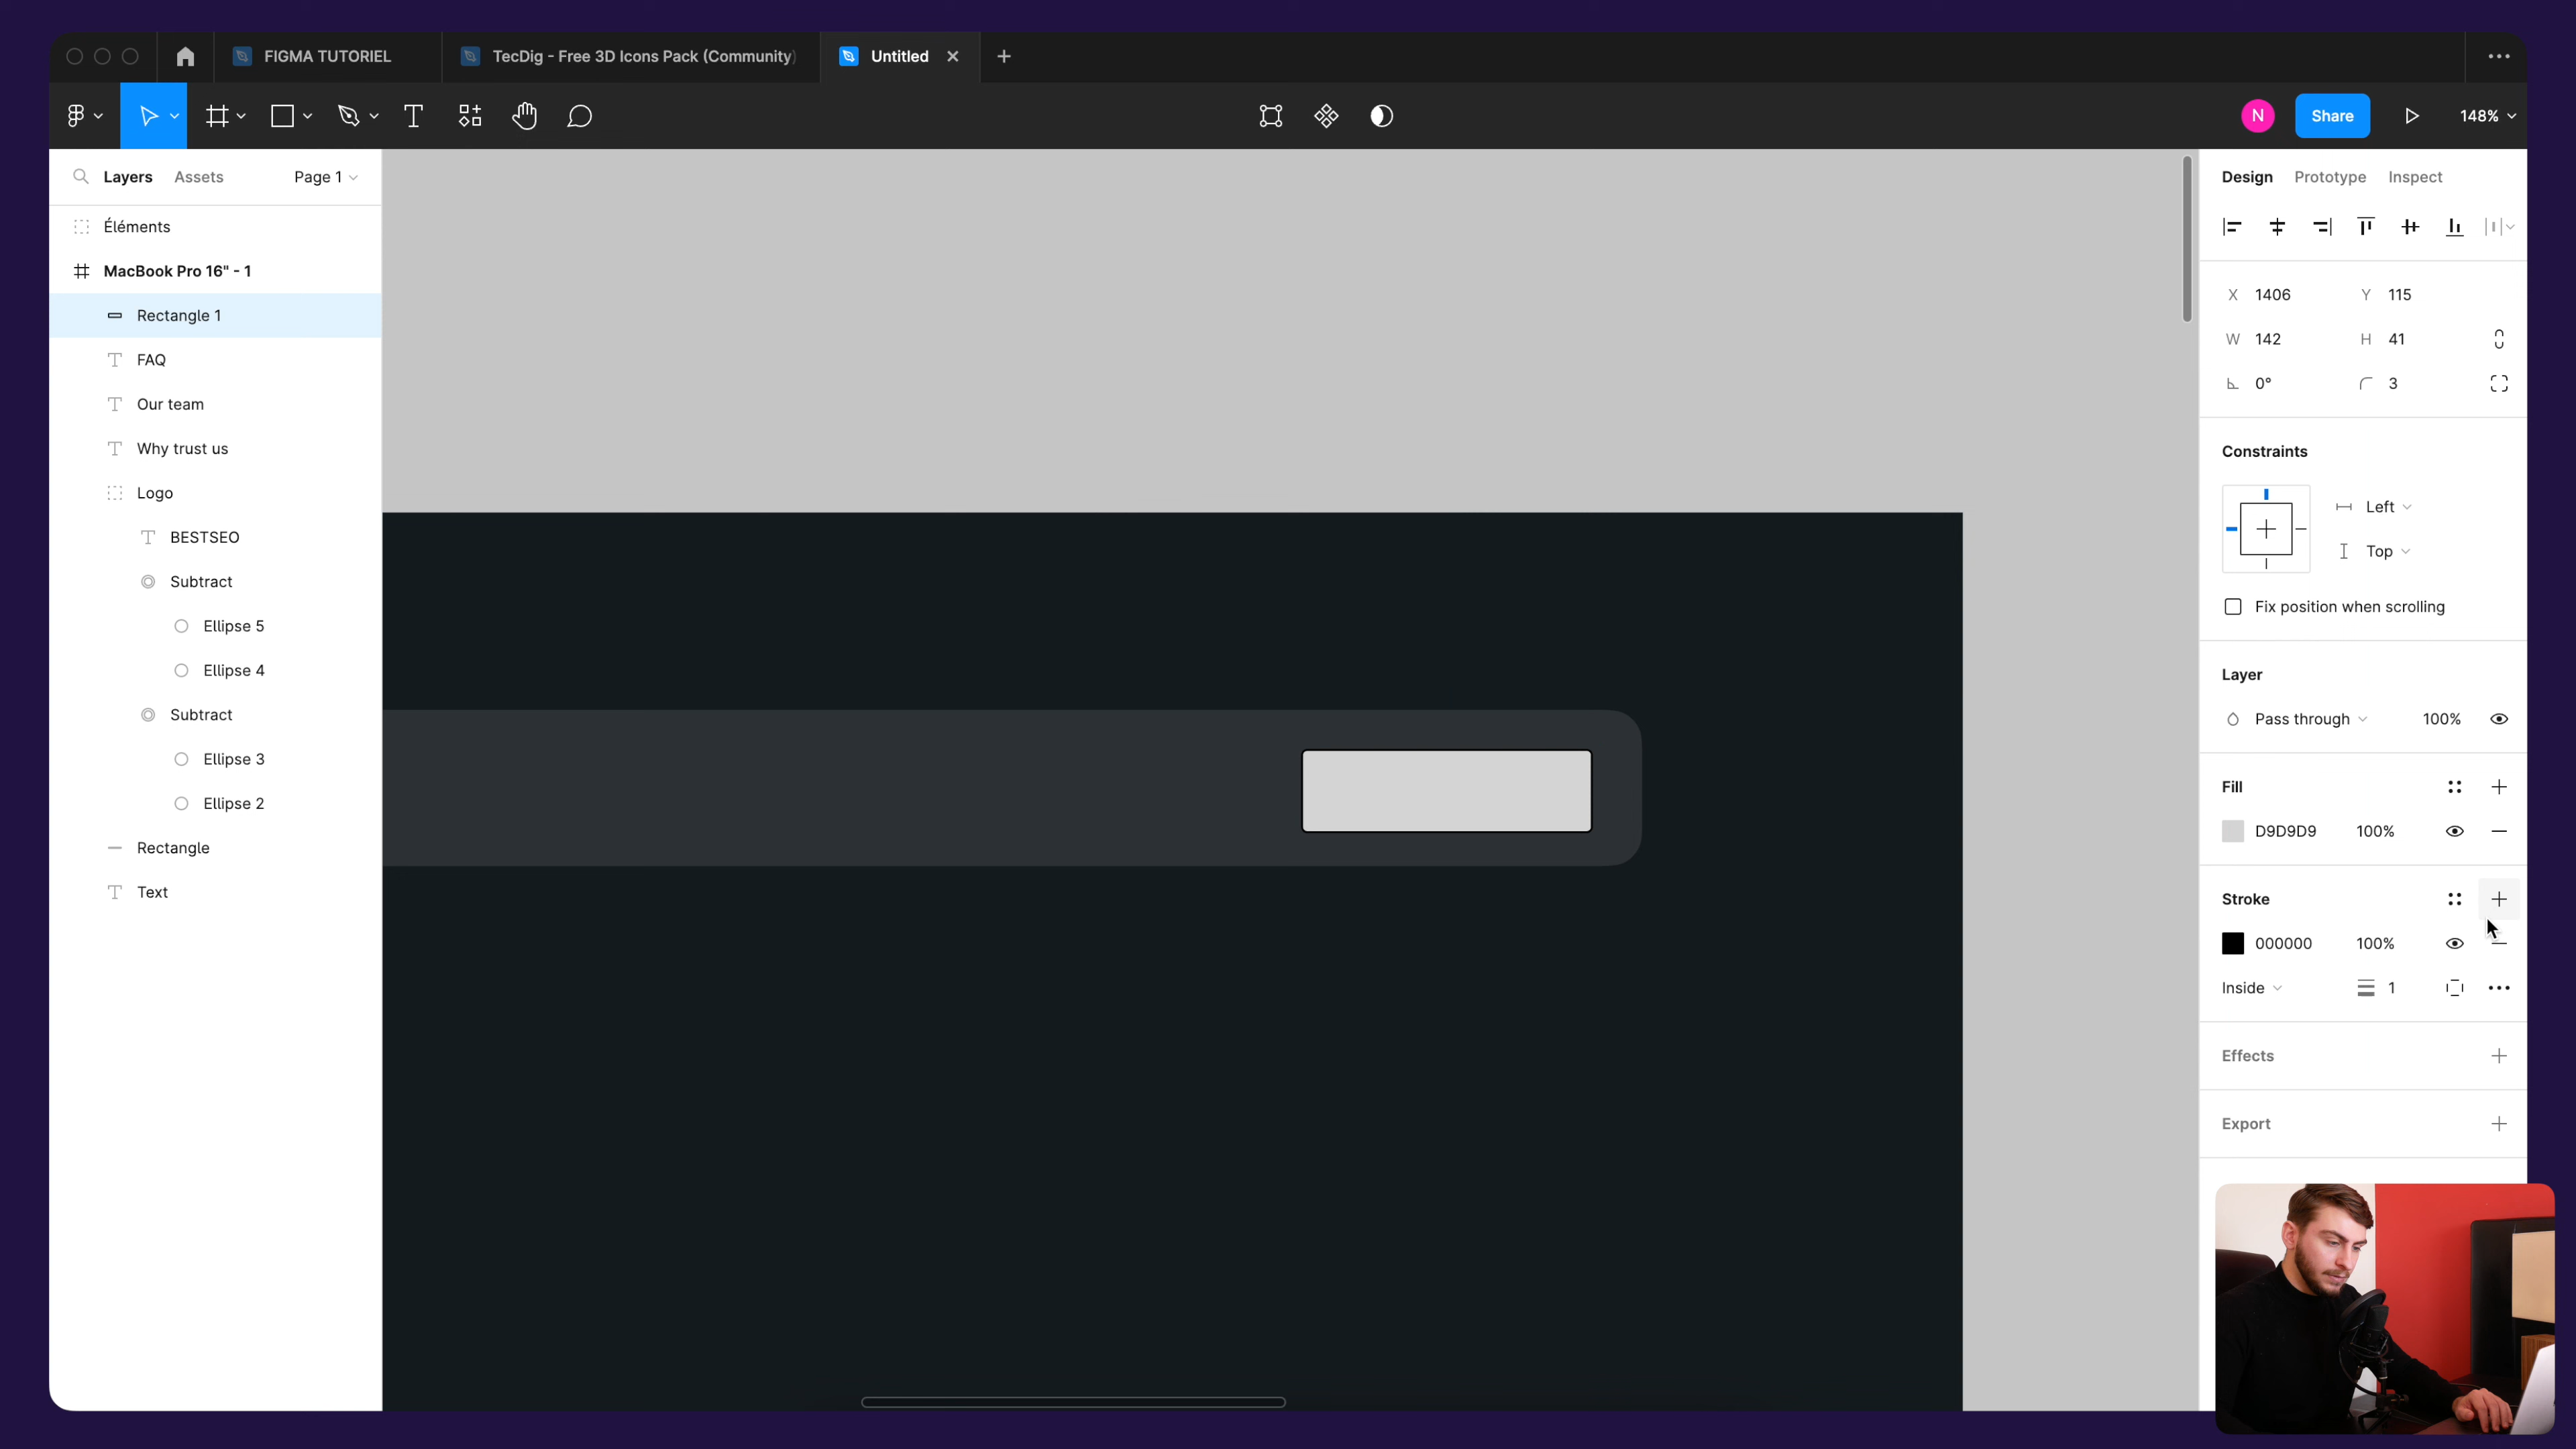 FIGMA TUTORIEL
TecDig - Free 3D Icons Pack (Community)
Untitled
N
Share
148%
Layers
Assets
Page 1
Éléments
MacBook Pro 16" - 1
Rectangle 1
FAQ
Our team
Why trust us
Logo
BESTSEO
Subtract
Ellipse 5
Ellipse 4
Subtract
Ellipse 3
Ellipse 2
Rectangle
Text
Design
Prototype
Inspect
X 1406
Y 115
W 142
H 41
0°
3
Constraints
Left
Top
Fix position when scrolling
Layer
Pass through
100%
Fill
D9D9D9
100%
Stroke
000000
100%
Inside
1
Effects
Export